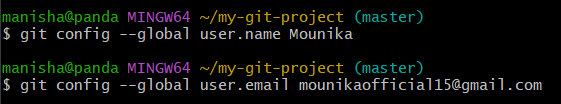 manisha@panda MINGW64 ~/my-git-project (master)
$ git config --global user.name Mounika
manisha@panda MINGW64 ~/my-git-project (master)
$ git config --global user.email mounikaofficial15@gmail.com